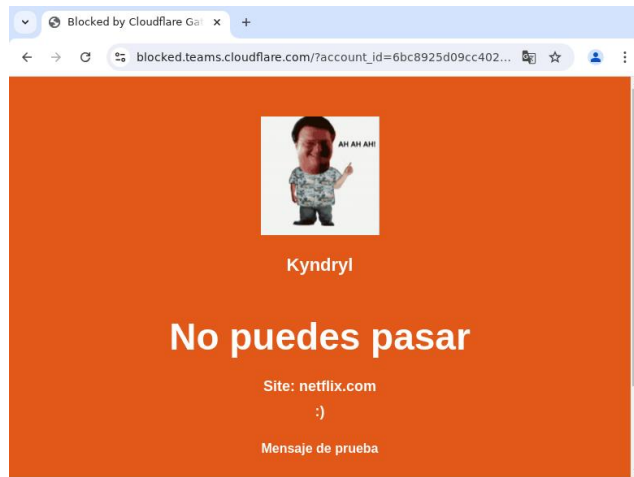 Blocked by Cloudflare Gat
blocked.teams.cloudflare.com/?account_id=6bc8925d09cc402...
AH AH AH!
Kyndryl
No puedes pasar
Site: netflix.com
:)
Mensaje de prueba